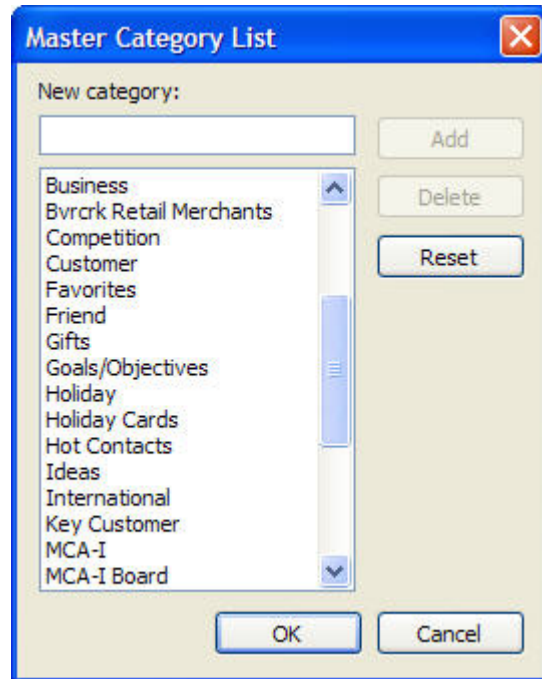 Master Category List
New category:
Add
Business
Bvrcrk Retail Merchants
Competition
Customer
Favorites
Friend
Gifts
Goals/Objectives
Holiday
Holiday Cards
Hot Contacts
Ideas
International
Key Customer
MCA-I
MCA-I Board
Delete
Reset
OK
Cancel